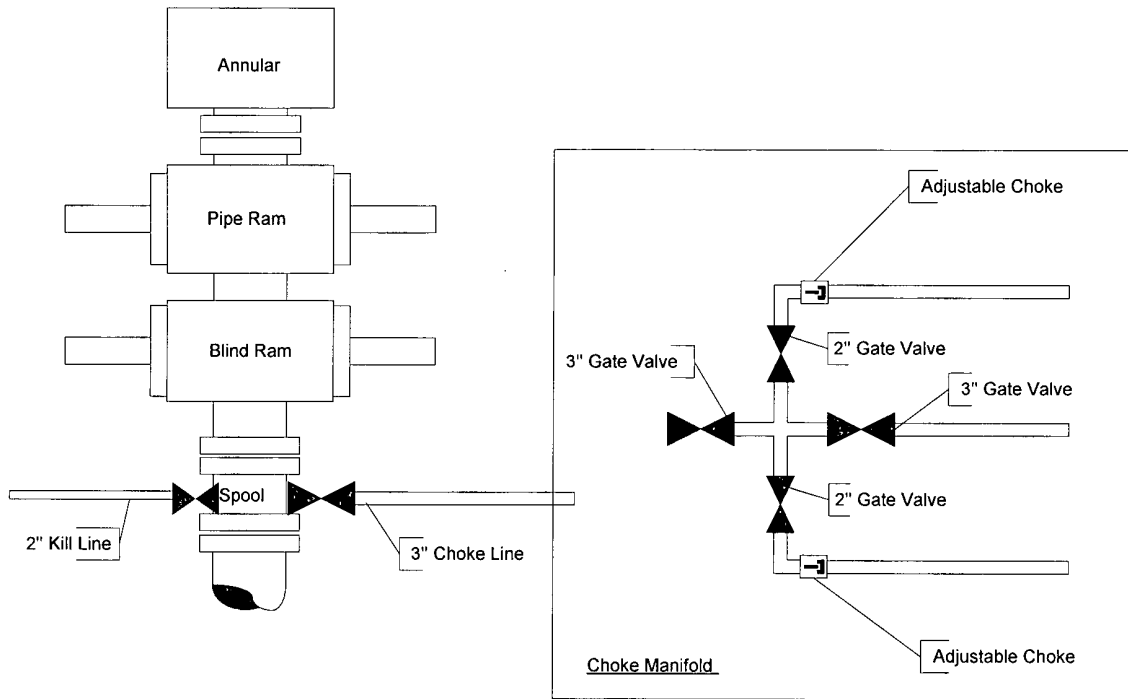 Annular
Pipe Ram
Blind Ram
Spool
2" Kill Line
3" Choke Line
Adjustable Choke
2" Gate Valve
3" Gate Valve
3" Gate Valve
2" Gate Valve
Adjustable Choke
Choke Manifold